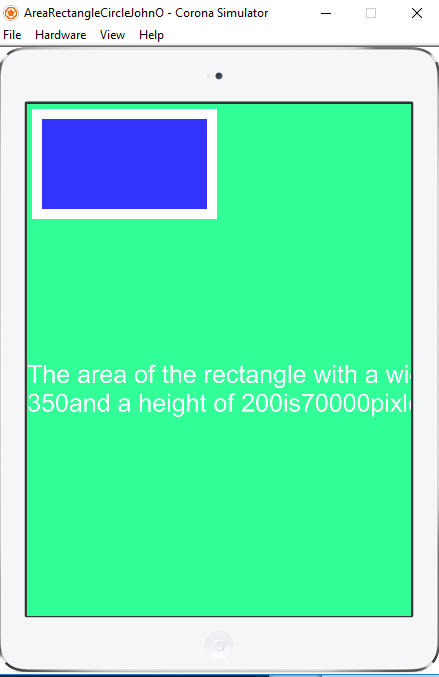 AreaRectangleCircleJohnO - Corona Simulator
File Hardware View Help
The area of the rectangle with a wi
350and a height of 200is70000pixl